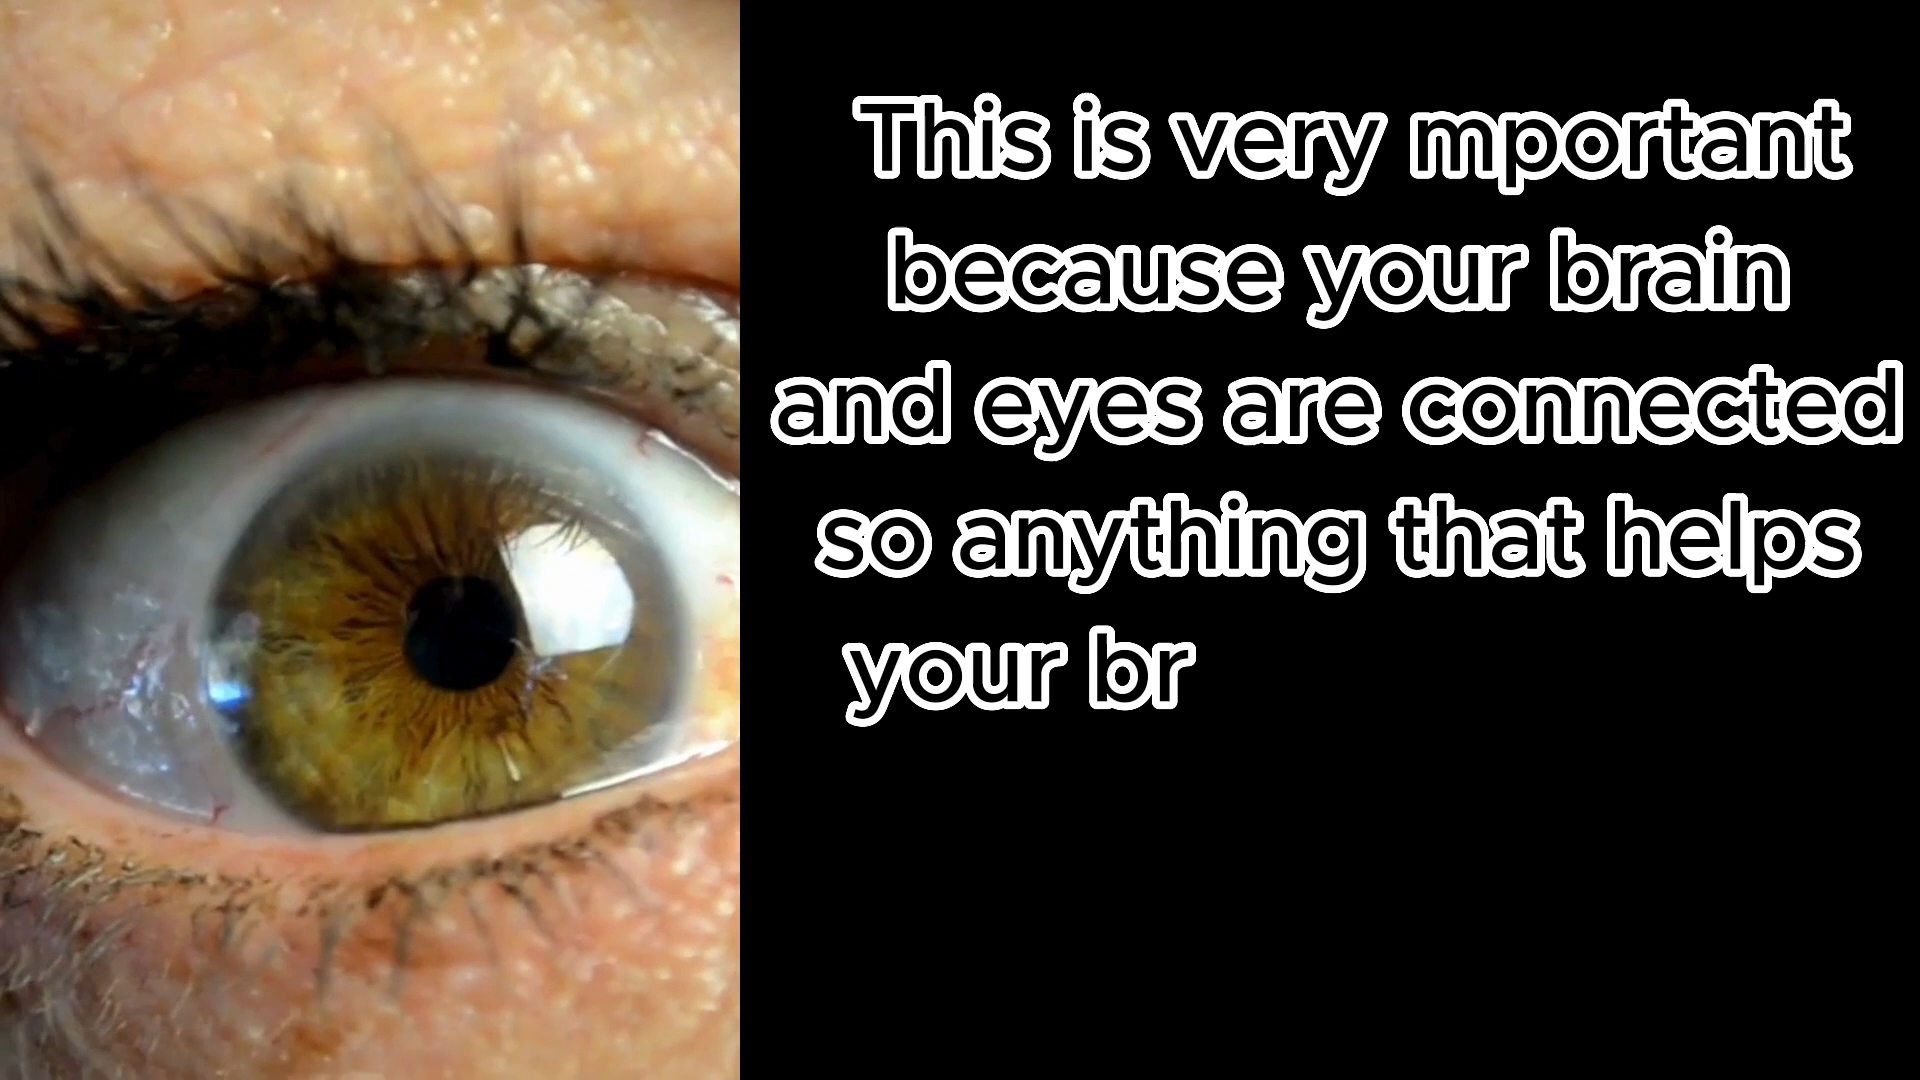 This is very mportant
because your brain
and eyes are connected
so anything that helps
your br